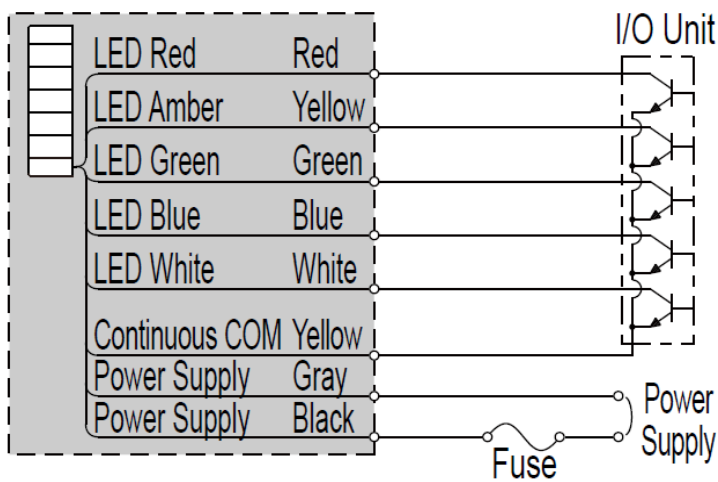 I/O Unit
LED Red Red
LED Amber Yellow
LED Green Green
LED Blue Blue
LED White White
Continuous COM Yellow
Power Supply Gray
Power Supply Black
Power
Supply
Fuse